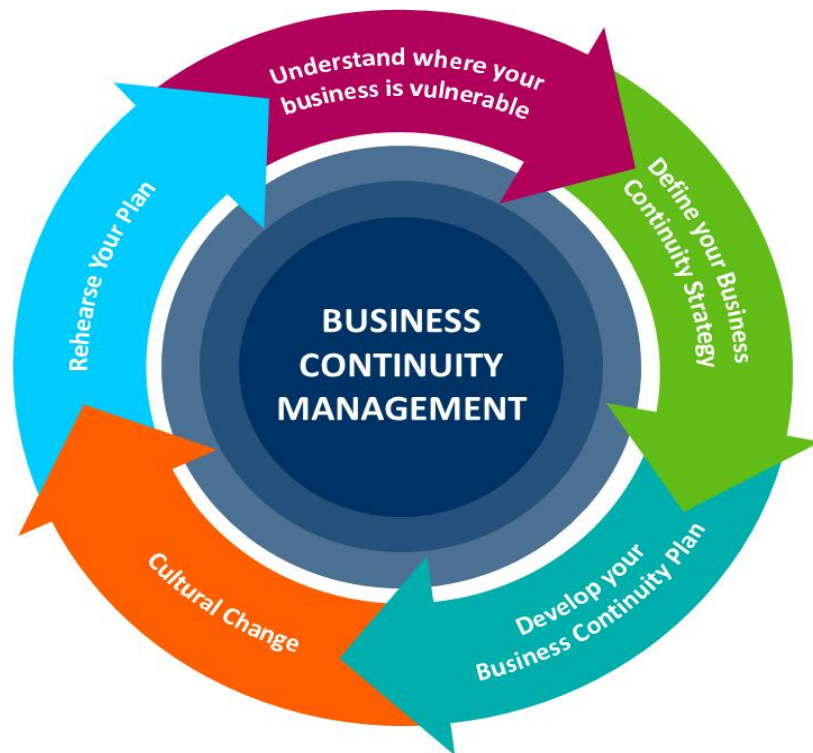 Understand where your
business is vulnerable
Define your Business
Continuity Strategy
Develop your
Business Continuity Plan
Cultural Change
Rehearse Your Plan
BUSINESS
CONTINUITY
MANAGEMENT